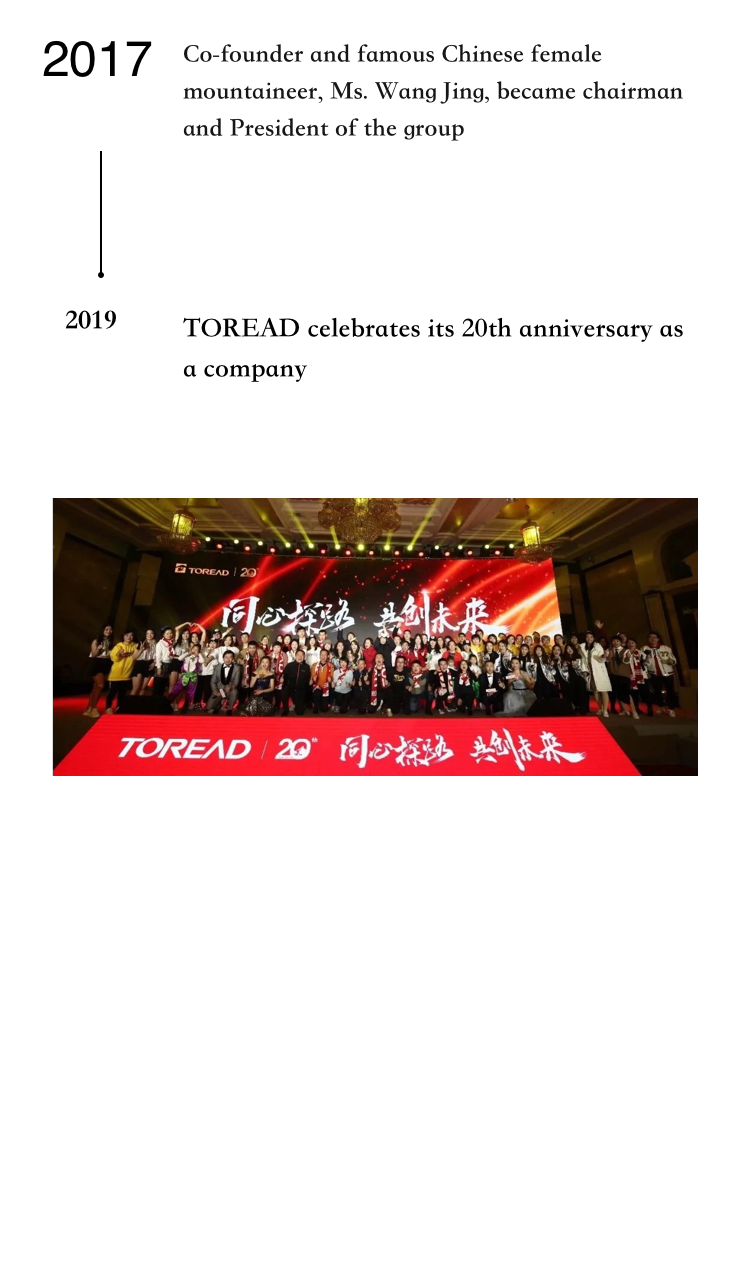 2017
Co-founder and famous Chinese female
mountaineer, Ms. Wang Jing, became chairman
and President of the group
2019
TOREAD celebrates its 20th anniversary as
a company
TOREAD | 20
同心探路 共创未来
TOREAD | 20th 同心探路 共创未来